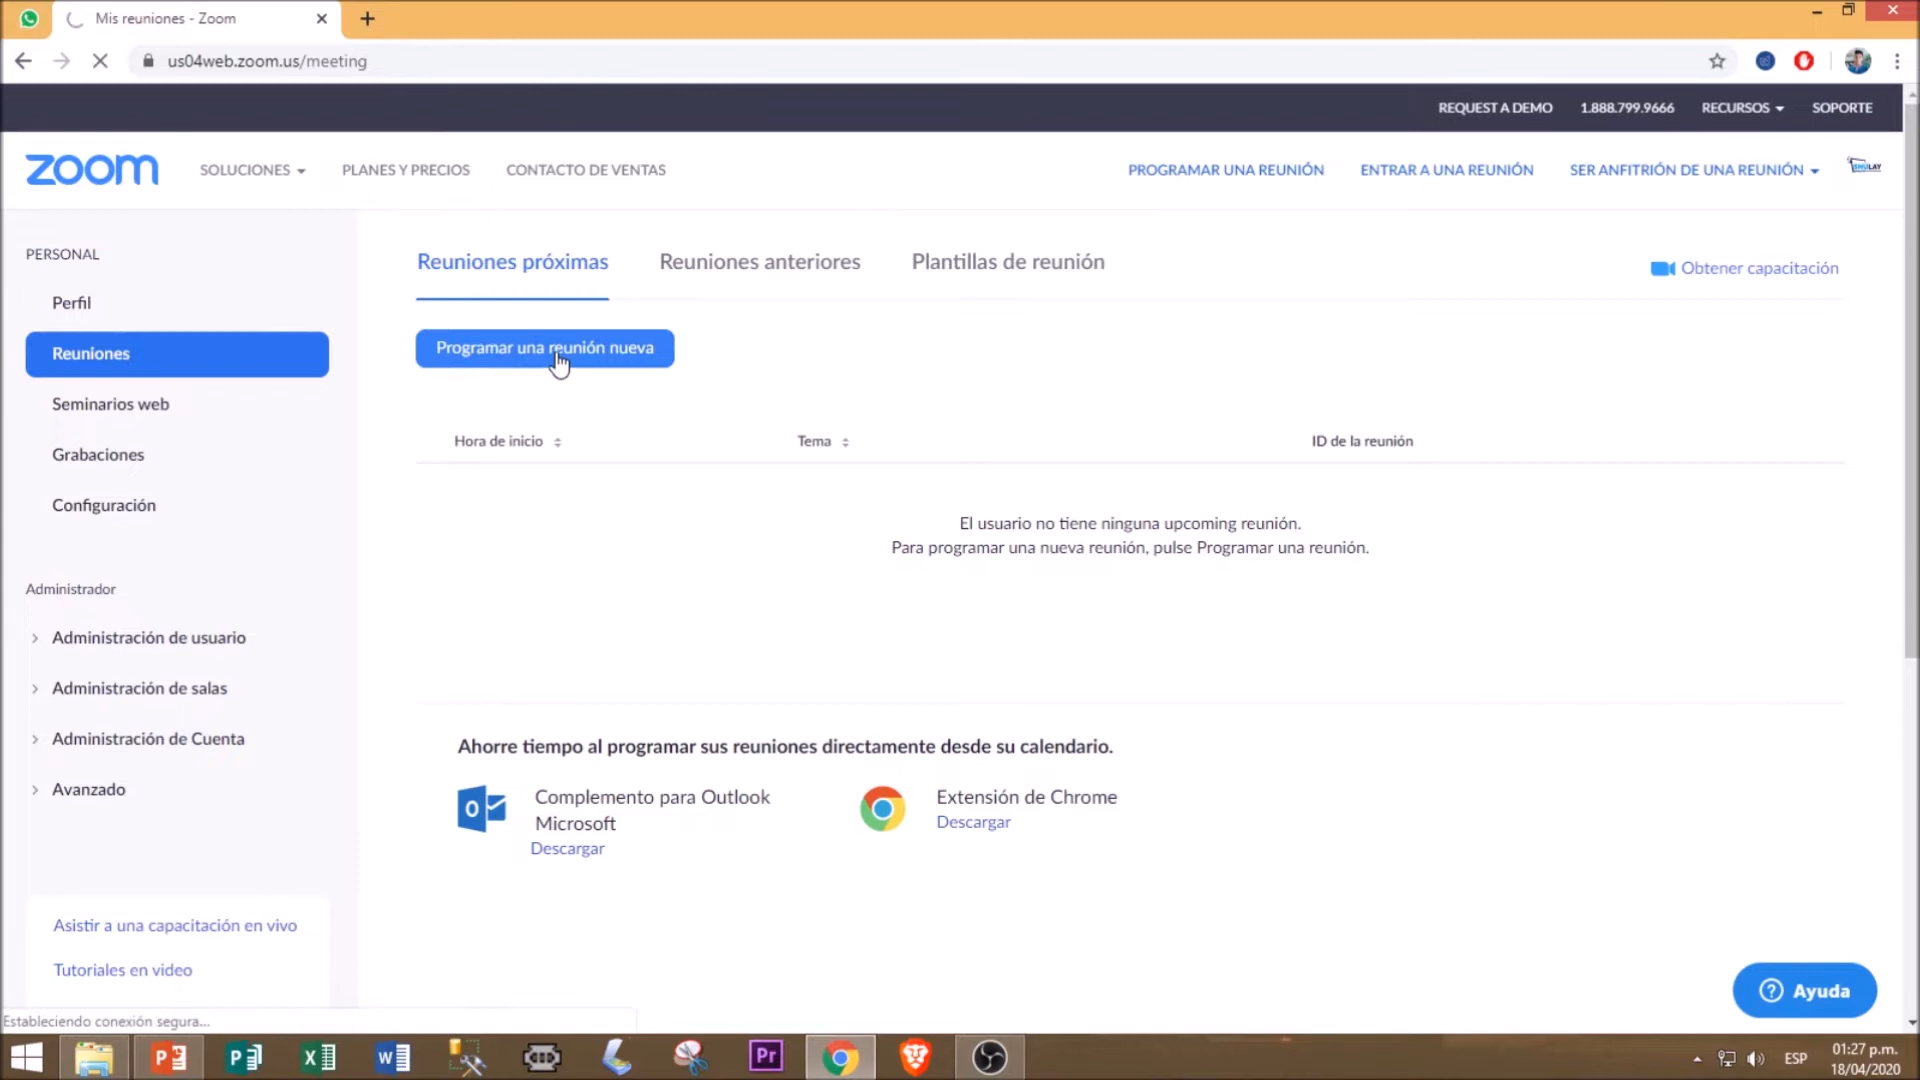 Mis reuniones - Zoom
us04web.zoom.us/meeting
REQUEST A DEMO 1.888.799.9666 RECURSOS SOPORTE
zoom SOLUCIONES PLANES Y PRECIOS CONTACTO DE VENTAS PROGRAMAR UNA REUNIÓN ENTRAR A UNA REUNIÓN SER ANFITRIÓN DE UNA REUNIÓN
PERSONAL
Perfil
Reuniones
Seminarios web
Grabaciones
Configuración
Administrador
Administración de usuario
Administración de salas
Administración de Cuenta
Avanzado
Asistir a una capacitación en vivo
Tutoriales en video
Reuniones próximas Reuniones anteriores Plantillas de reunión
Obtener capacitación
Programar una reunión nueva
Hora de inicio Tema ID de la reunión
El usuario no tiene ninguna upcoming reunión.
Para programar una nueva reunión, pulse Programar una reunión.
Ahorre tiempo al programar sus reuniones directamente desde su calendario.
Complemento para Outlook
Microsoft
Descargar
Extensión de Chrome
Descargar
Ayuda
Estableciendo conexión segura...
ESP
01:27 p.m.
18/04/2020